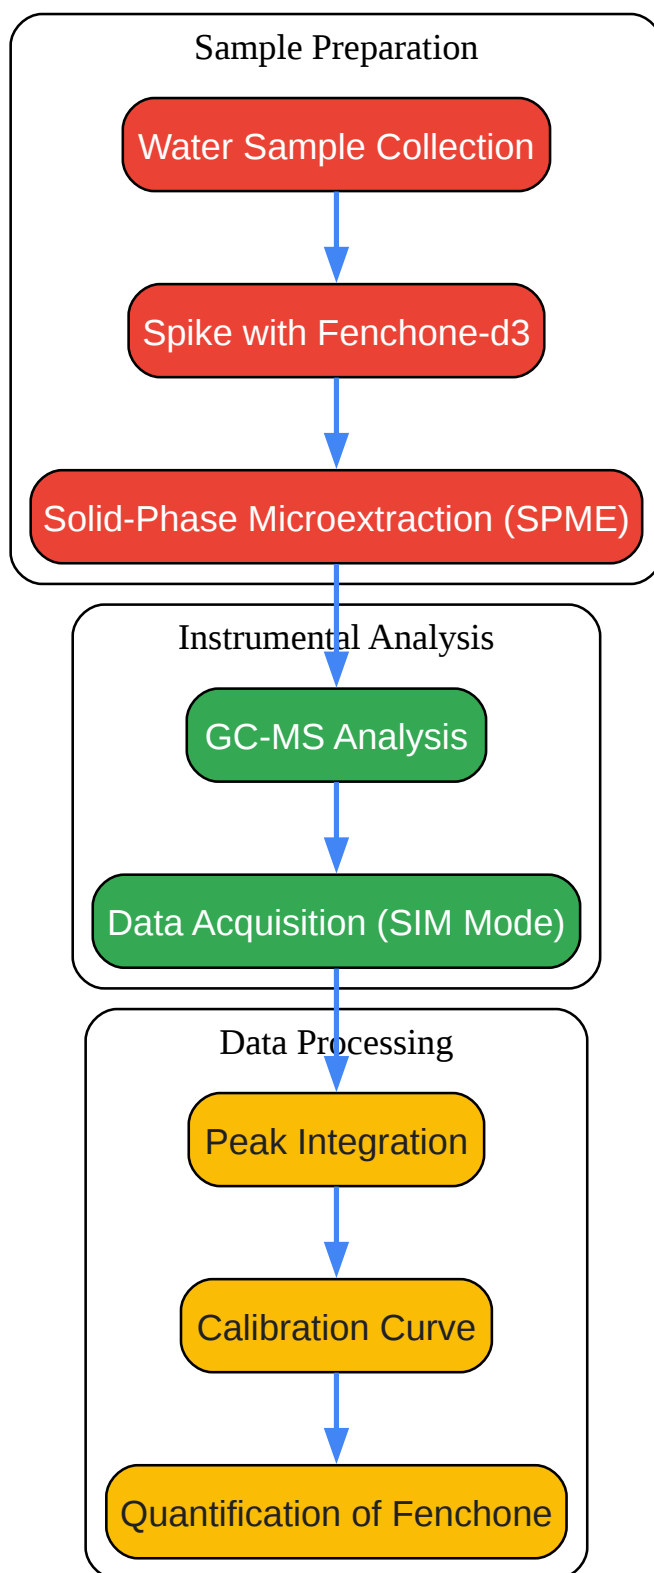 Sample Preparation
Water Sample Collection
Spike with Fenchone-d3
Solid-Phase Microextraction (SPME)
Instrumental Analysis
GC-MS Analysis
Data Acquisition (SIM Mode)
Data Processing
Peak Integration
Calibration Curve
Quantification of Fenchone